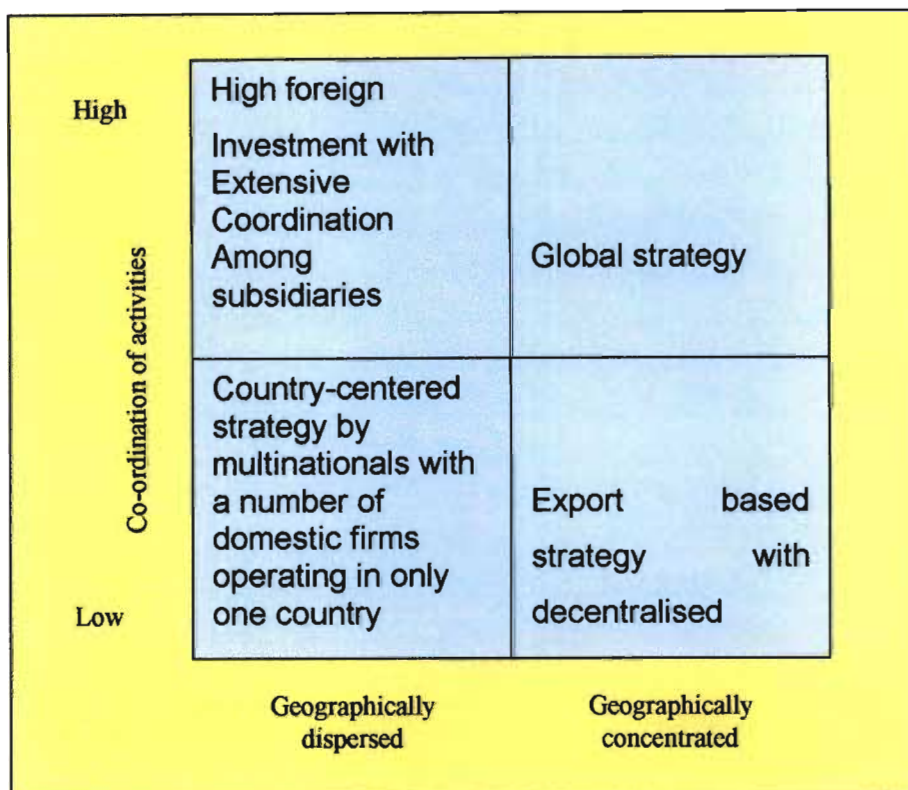 High
High foreign
Investment with
Extensive
Coordination
Among
subsidiaries
Global strategy
Co-ordination of activities
Country-centered
strategy by
multinationals with
a number of
domestic firms
operating in only
one country
Export based
strategy with
decentralised
Low
Geographically
dispersed
Geographically
concentrated